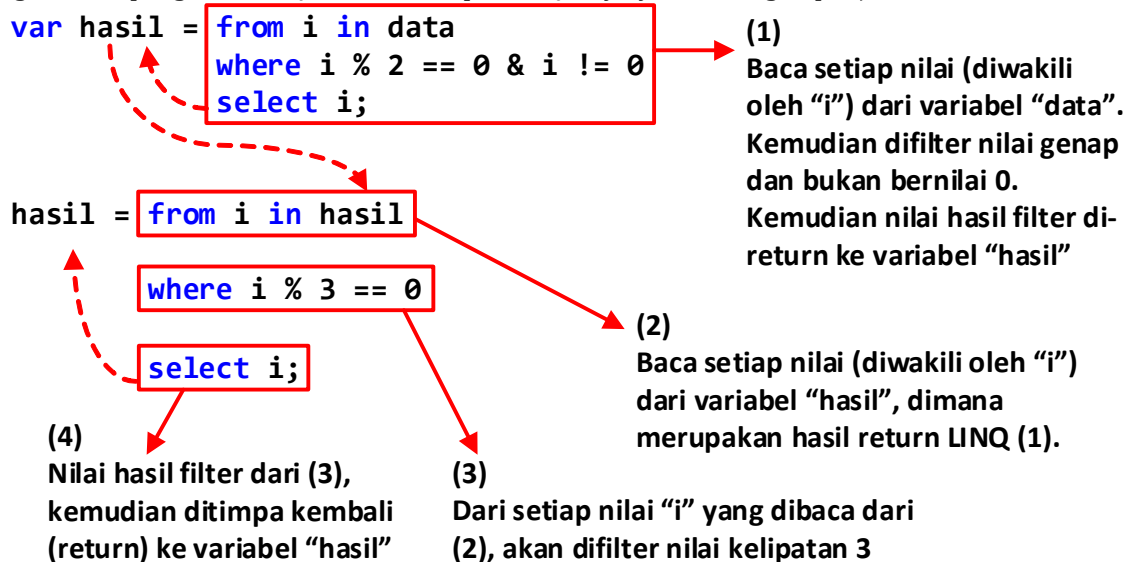 var hasil = from i in data
where i % 2 == 0 & i != 0
select i;
(1)
Baca setiap nilai (diwakili
oleh “i”) dari variabel “data”.
Kemudian difilter nilai genap
dan bukan bernilai 0.
Kemudian nilai hasil filter di-
return ke variabel “hasil”
hasil = from i in hasil
where i % 3 == 0
select i;
(2)
Baca setiap nilai (diwakili oleh “i”)
dari variabel “hasil”, dimana
merupakan hasil return LINQ (1).
(4)
Nilai hasil filter dari (3),
kemudian ditimpa kembali
(return) ke variabel “hasil”
(3)
Dari setiap nilai “i” yang dibaca dari
(2), akan difilter nilai kelipatan 3